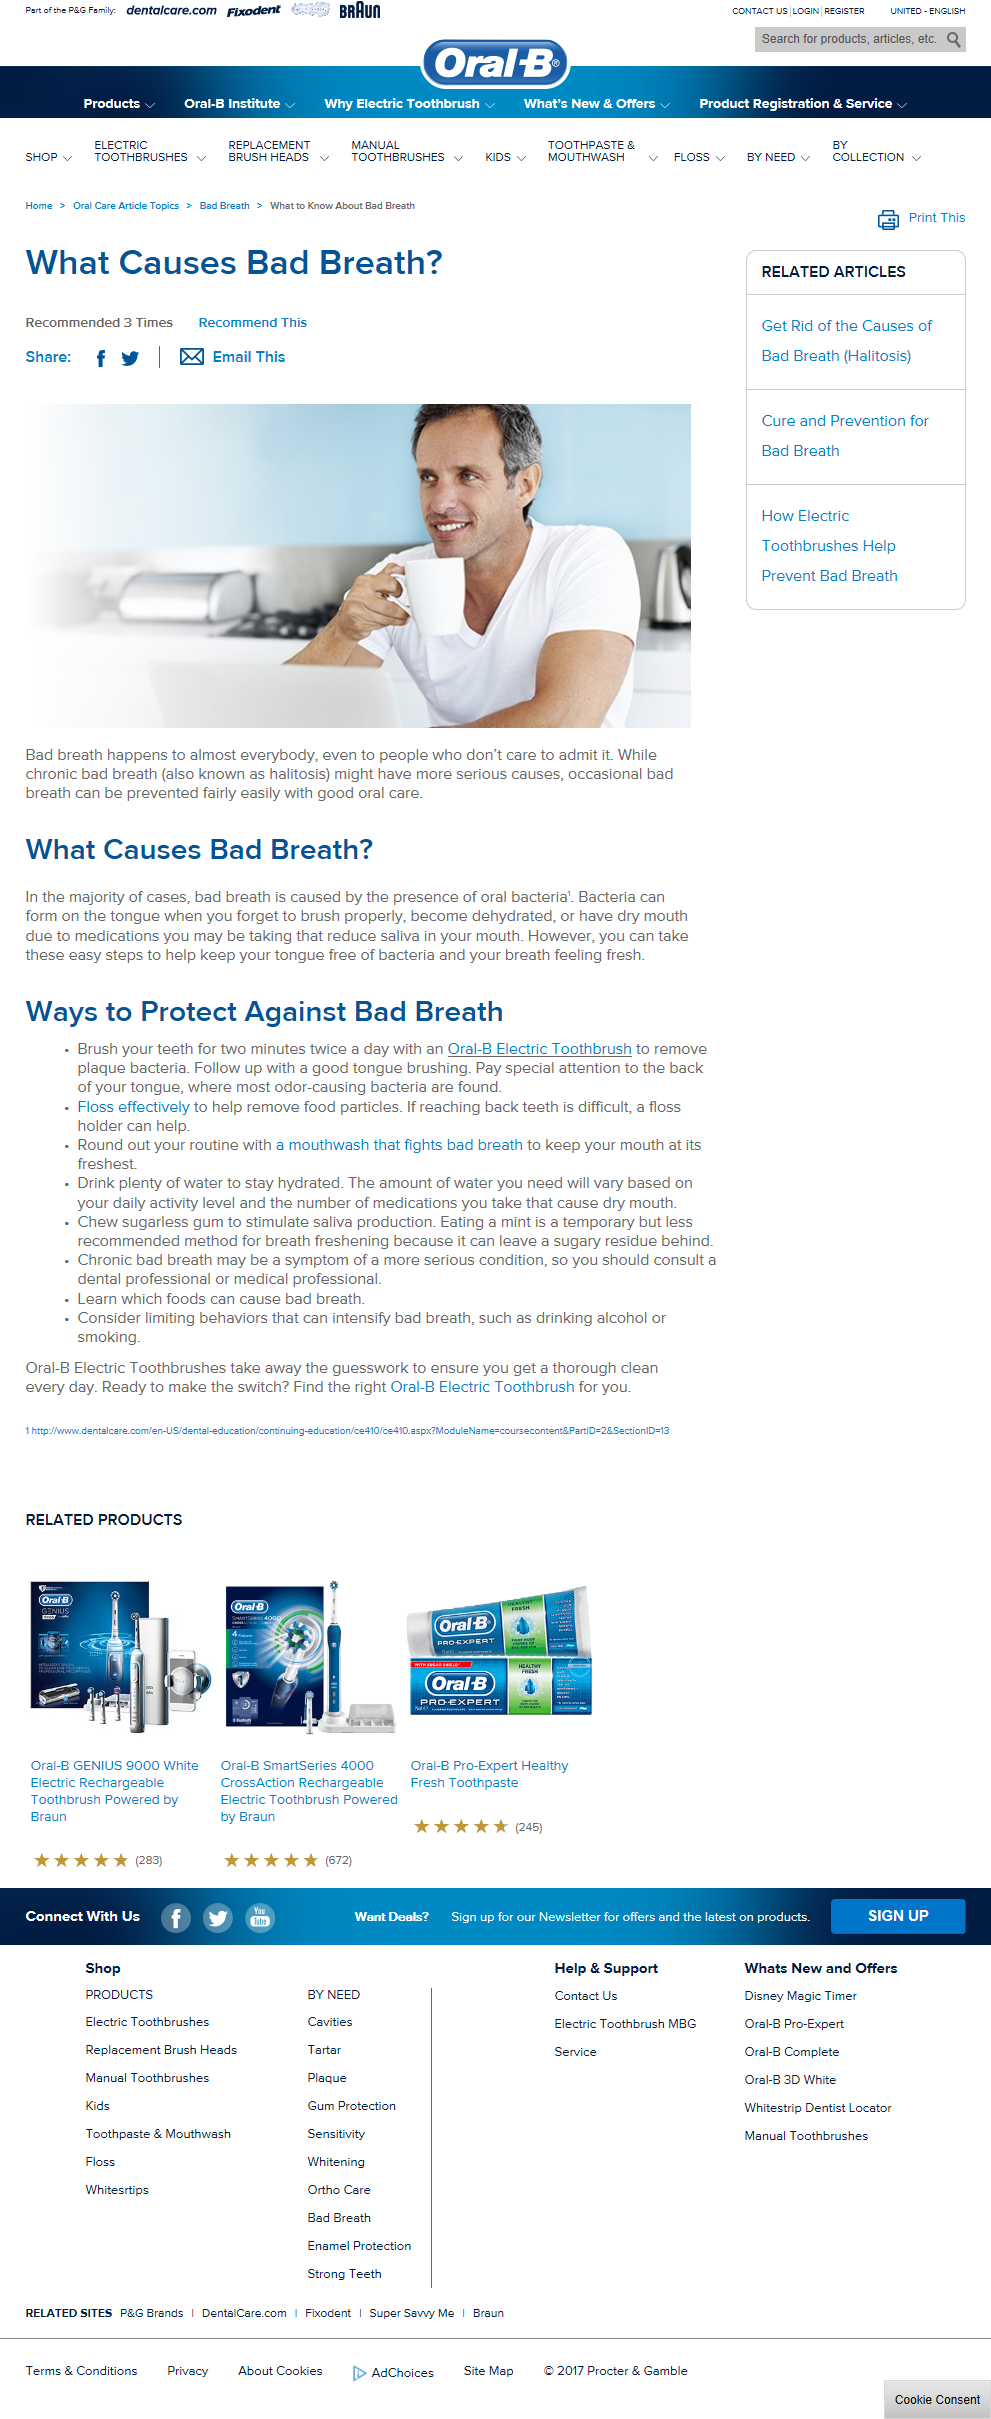 Part of the P&G Family: dentalcare.com Fixodent BRAUN
CONTACT US LOGIN REGISTER UNITED - ENGLISH
Search for products, articles, etc.
Oral-B®
Products Oral-B Institute Why Electric Toothbrush What's New & Offers Product Registration & Service
SHOP ELECTRIC TOOTHBRUSHES REPLACEMENT BRUSH HEADS MANUAL TOOTHBRUSHES KIDS TOOTHPASTE & MOUTHWASH FLOSS BY NEED BY COLLECTION
Home > Oral Care Article Topics > Bad Breath > What to Know About Bad Breath
Print This
What Causes Bad Breath?
Recommended 3 Times Recommend This
Share: Email This
RELATED ARTICLES
Get Rid of the Causes of
Bad Breath (Halitosis)
Cure and Prevention for
Bad Breath
How Electric
Toothbrushes Help
Prevent Bad Breath
Bad breath happens to almost everybody, even to people who don't care to admit it. While
chronic bad breath (also known as halitosis) might have more serious causes, occasional bad
breath can be prevented fairly easily with good oral care.
What Causes Bad Breath?
In the majority of cases, bad breath is caused by the presence of oral bacteria¹. Bacteria can
form on the tongue when you forget to brush properly, become dehydrated, or have dry mouth
due to medications you may be taking that reduce saliva in your mouth. However, you can take
these easy steps to help keep your tongue free of bacteria and your breath feeling fresh.
Ways to Protect Against Bad Breath
• Brush your teeth for two minutes twice a day with an Oral-B Electric Toothbrush to remove
plaque bacteria. Follow up with a good tongue brushing. Pay special attention to the back
of your tongue, where most odor-causing bacteria are found.
• Floss effectively to help remove food particles. If reaching back teeth is difficult, a floss
holder can help.
• Round out your routine with a mouthwash that fights bad breath to keep your mouth at its
freshest.
• Drink plenty of water to stay hydrated. The amount of water you need will vary based on
your daily activity level and the number of medications you take that cause dry mouth.
• Chew sugarless gum to stimulate saliva production. Eating a mint is a temporary but less
recommended method for breath freshening because it can leave a sugary residue behind.
• Chronic bad breath may be a symptom of a more serious condition, so you should consult a
dental professional or medical professional.
• Learn which foods can cause bad breath.
• Consider limiting behaviors that can intensify bad breath, such as drinking alcohol or
smoking.
Oral-B Electric Toothbrushes take away the guesswork to ensure you get a thorough clean
every day. Ready to make the switch? Find the right Oral-B Electric Toothbrush for you.
1 http://www.dentalcare.com/en-US/dental-education/continuing-education/ce410/ce410.aspx?ModuleName=coursecontent&PartID=2&SectionID=13
RELATED PRODUCTS
Oral-B
GENIUS
Oral-B
SMARTSERIES 4000
Oral-B
PRO-EXPERT
HEALTHY
FRESH
WITH SUGAR SHIELD
Oral-B
PRO-EXPERT
HEALTHY
FRESH
Oral-B GENIUS 9000 White
Electric Rechargeable
Toothbrush Powered by
Braun
(283)
Oral-B SmartSeries 4000
CrossAction Rechargeable
Electric Toothbrush Powered
by Braun
(672)
Oral-B Pro-Expert Healthy
Fresh Toothpaste
(245)
Connect With Us You Tube Want Deals? Sign up for our Newsletter for offers and the latest on products. SIGN UP
Shop
PRODUCTS
Electric Toothbrushes
Replacement Brush Heads
Manual Toothbrushes
Kids
Toothpaste & Mouthwash
Floss
Whitesrtips
BY NEED
Cavities
Tartar
Plaque
Gum Protection
Sensitivity
Whitening
Ortho Care
Bad Breath
Enamel Protection
Strong Teeth
Help & Support
Contact Us
Electric Toothbrush MBG
Service
Whats New and Offers
Disney Magic Timer
Oral-B Pro-Expert
Oral-B Complete
Oral-B 3D White
Whitestrip Dentist Locator
Manual Toothbrushes
RELATED SITES P&G Brands | DentalCare.com | Fixodent | Super Savvy Me | Braun
Terms & Conditions Privacy About Cookies AdChoices Site Map © 2017 Procter & Gamble
Cookie Consent